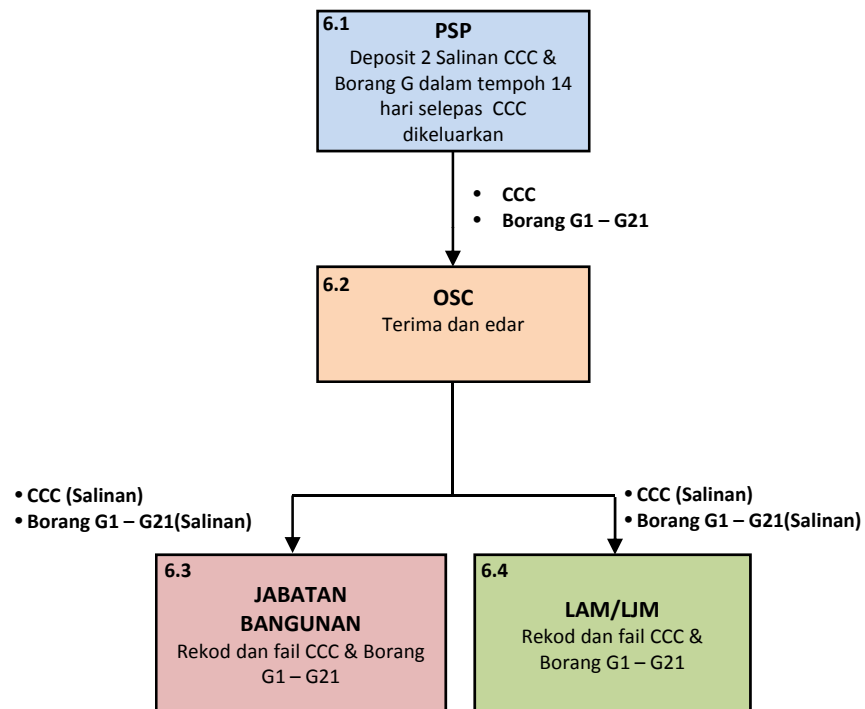 6.1
PSP
Deposit 2 Salinan CCC &
Borang G dalam tempoh 14
hari selepas CCC
dikeluarkan
• CCC
• Borang G1 – G21
6.2
OSC
Terima dan edar
• CCC (Salinan)
• Borang G1 – G21(Salinan)
• CCC (Salinan)
• Borang G1 – G21(Salinan)
6.3
JABATAN
BANGUNAN
Rekod dan fail CCC & Borang
G1 – G21
6.4
LAM/LJM
Rekod dan fail CCC &
Borang G1 – G21